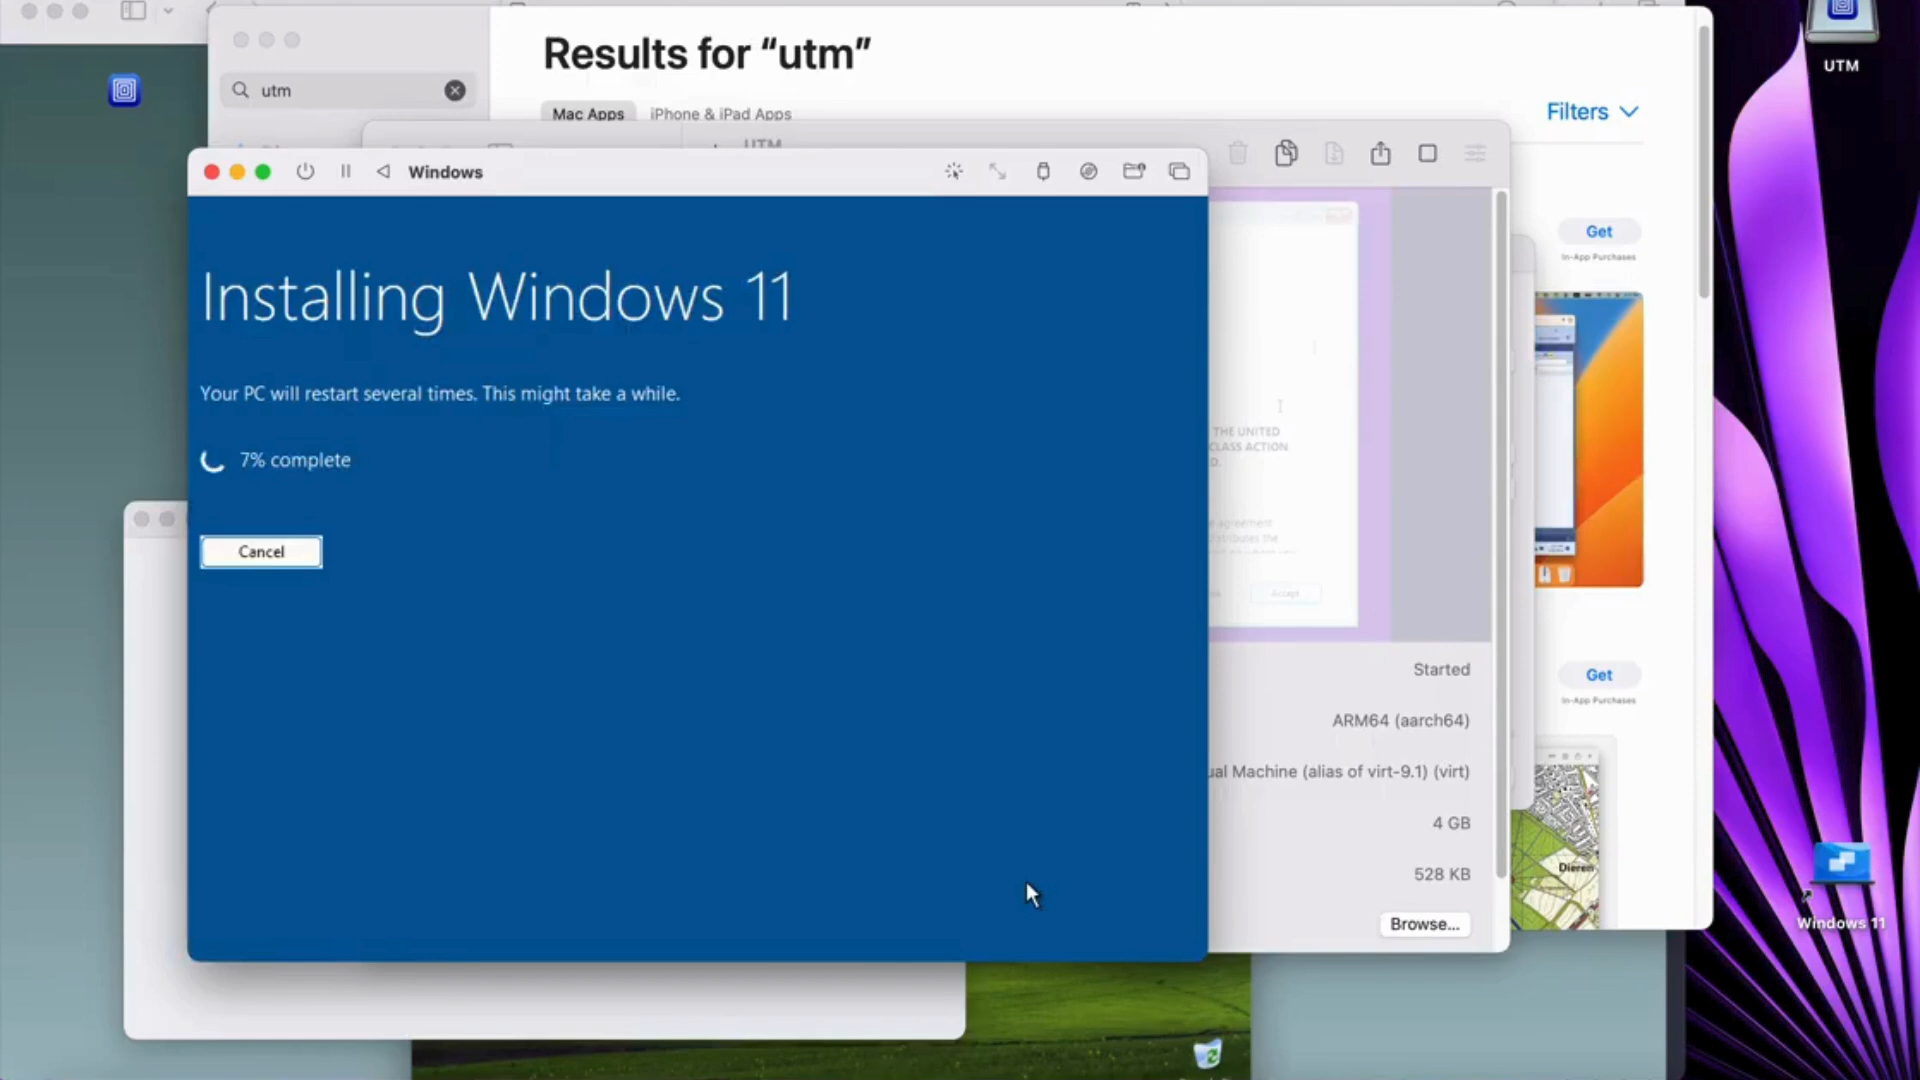 Results for “utm”
utm
Mac Apps
iPhone & iPad Apps
Filters
UTM
UTM
Windows
Get
In-App Purchases
Installing Windows 11
Your PC will restart several times. This might take a while.
7% complete
Cancel
THE UNITED
CLASS ACTION
D.
agreement
distributes the
Accept
Started
ARM64 (aarch64)
ual Machine (alias of virt-9.1) (virt)
4 GB
528 KB
Browse...
Get
In-App Purchases
Dieren
Windows 11